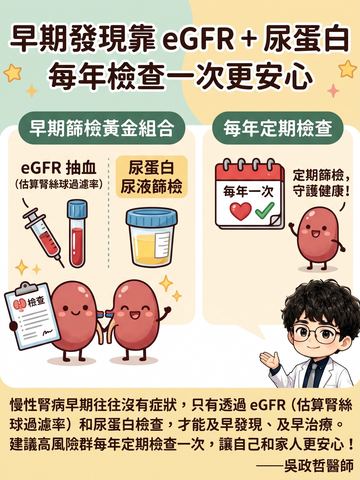 早期發現靠 eGFR + 尿蛋白
每年檢查一次更安心
早期篩檢黃金組合
eGFR 抽血
(估算腎絲球過濾率)
尿蛋白
尿液篩檢
檢查
每年定期檢查
每年一次
定期篩檢,
守護健康!
慢性腎病早期往往沒有症狀,只有透過 eGFR (估算腎絲
球過濾率) 和尿蛋白檢查,才能及早發現、及早治療。
建議高風險群每年定期檢查一次,讓自己和家人更安心!
——吳政哲醫師